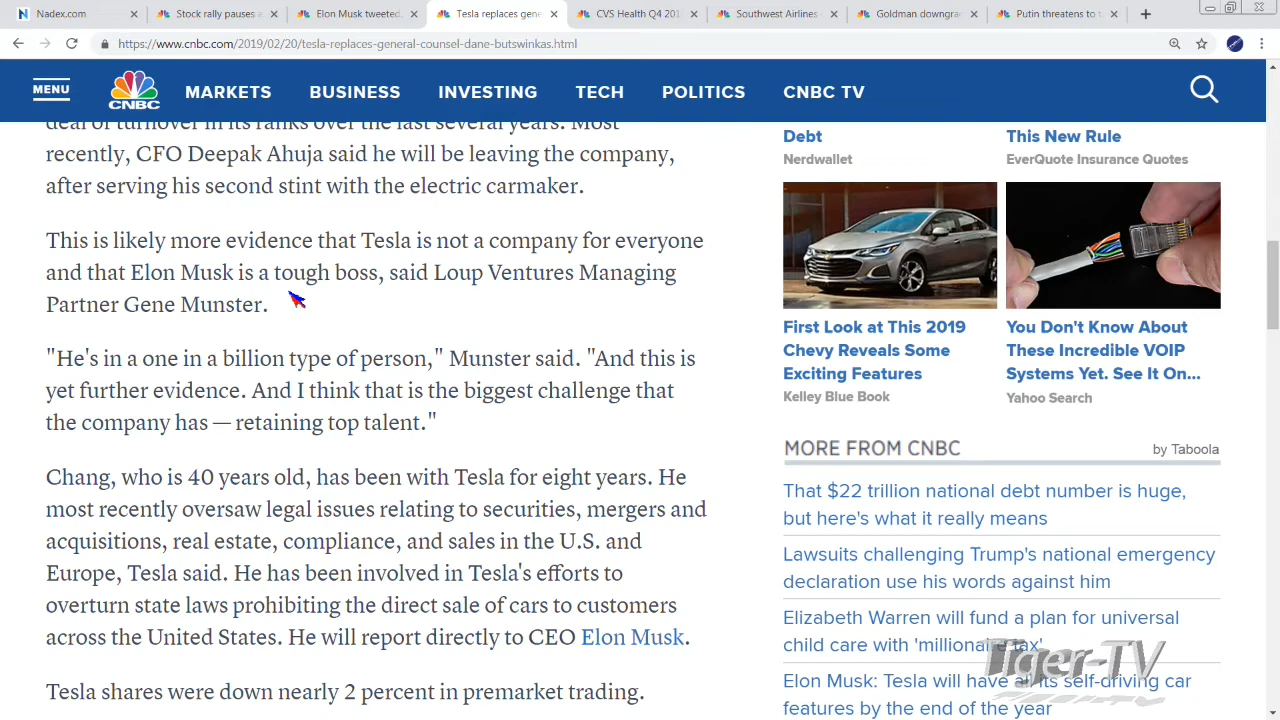 Nadex.com
Stock rally pauses a
Elon Musk tweeted
Tesla replaces gene
CVS Health Q4 201
Southwest Airlines -
Goldman downgrad
Putin threatens to t
https://www.cnbc.com/2019/02/20/tesla-replaces-general-counsel-dane-butswinkas.html
MENU
CNBC
MARKETS
BUSINESS
INVESTING
TECH
POLITICS
CNBC TV
deal of turnover in its ranks over the last several years. Most
recently, CFO Deepak Ahuja said he will be leaving the company,
after serving his second stint with the electric carmaker.
This is likely more evidence that Tesla is not a company for everyone
and that Elon Musk is a tough boss, said Loup Ventures Managing
Partner Gene Munster.
"He's in a one in a billion type of person," Munster said. "And this is
yet further evidence. And I think that is the biggest challenge that
the company has — retaining top talent."
Chang, who is 40 years old, has been with Tesla for eight years. He
most recently oversaw legal issues relating to securities, mergers and
acquisitions, real estate, compliance, and sales in the U.S. and
Europe, Tesla said. He has been involved in Tesla's efforts to
overturn state laws prohibiting the direct sale of cars to customers
across the United States. He will report directly to CEO Elon Musk.
Tesla shares were down nearly 2 percent in premarket trading.
Debt
Nerdwallet
This New Rule
EverQuote Insurance Quotes
First Look at This 2019
Chevy Reveals Some
Exciting Features
Kelley Blue Book
You Don't Know About
These Incredible VOIP
Systems Yet. See It On...
Yahoo Search
MORE FROM CNBC
by Taboola
That $22 trillion national debt number is huge,
but here's what it really means
Lawsuits challenging Trump's national emergency
declaration use his words against him
Elizabeth Warren will fund a plan for universal
child care with 'millionaire tax'
Elon Musk: Tesla will have all its self-driving car
features by the end of the year
Tiger-TV